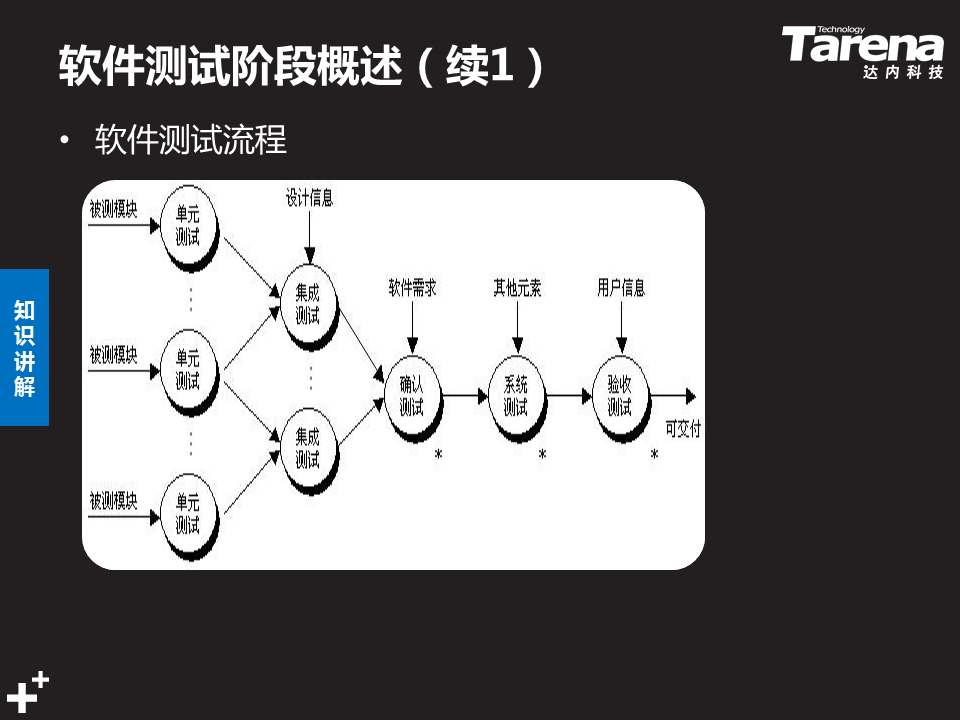 软件测试阶段概述（续1）
Technology
Tarena
达内科技
• 软件测试流程
知识讲解
被测模块
单元
测试
设计信息
集成
测试
被测模块
单元
测试
集成
测试
被测模块
单元
测试
软件需求
确认
测试
*
其他元素
系统
测试
*
用户信息
验收
测试
*
可交付